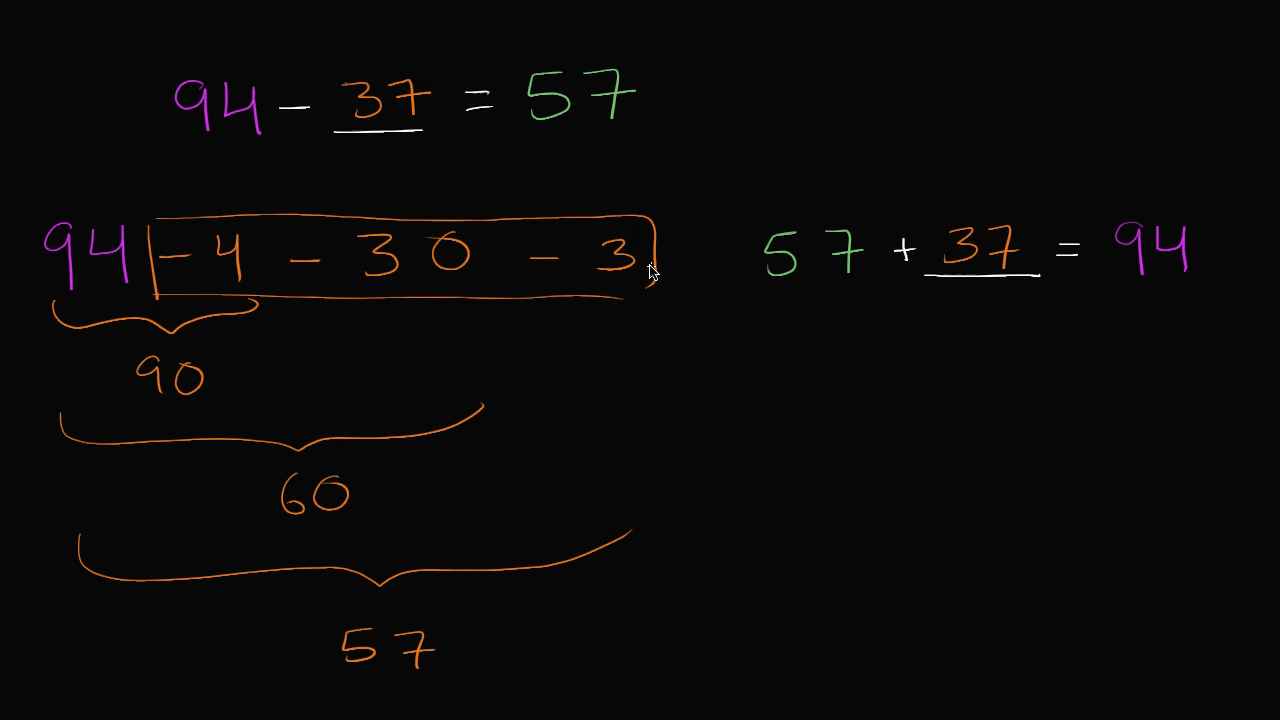 94 - 37 = 57
94 - 4 - 30 - 3
57 + 37 = 94
90
60
57